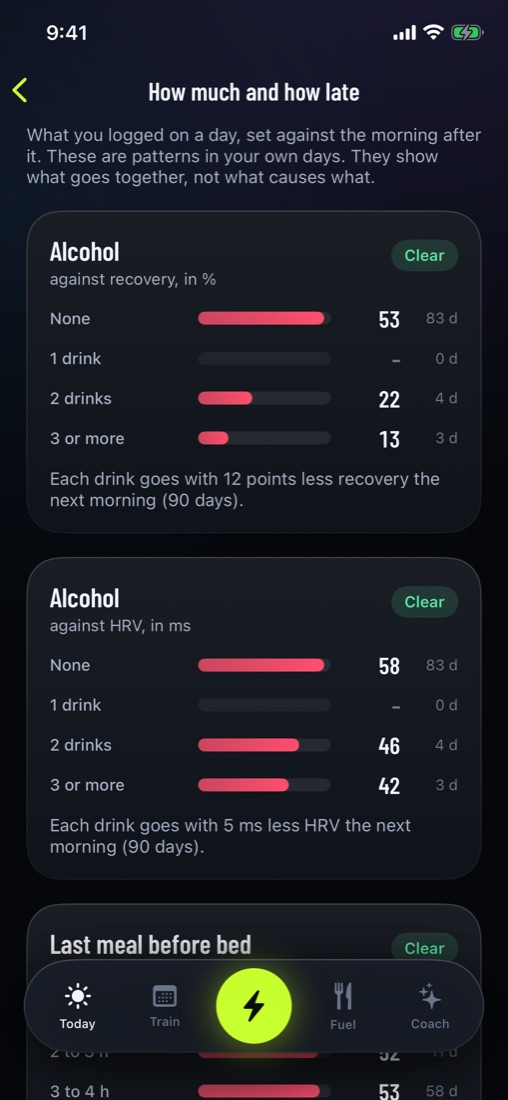 9:41
How much and how late
What you logged on a day, set against the morning after
it. These are patterns in your own days. They show
what goes together, not what causes what.
Alcohol
Clear
against recovery, in %
None 53 83 d
1 drink – 0 d
2 drinks 22 4 d
3 or more 13 3 d
Each drink goes with 12 points less recovery the
next morning (90 days).
Alcohol
Clear
against HRV, in ms
None 58 83 d
1 drink – 0 d
2 drinks 46 4 d
3 or more 42 3 d
Each drink goes with 5 ms less HRV the next
morning (90 days).
Last meal before bed
Clear
Today Train Fuel Coach
3 to 4 h 53 58 d